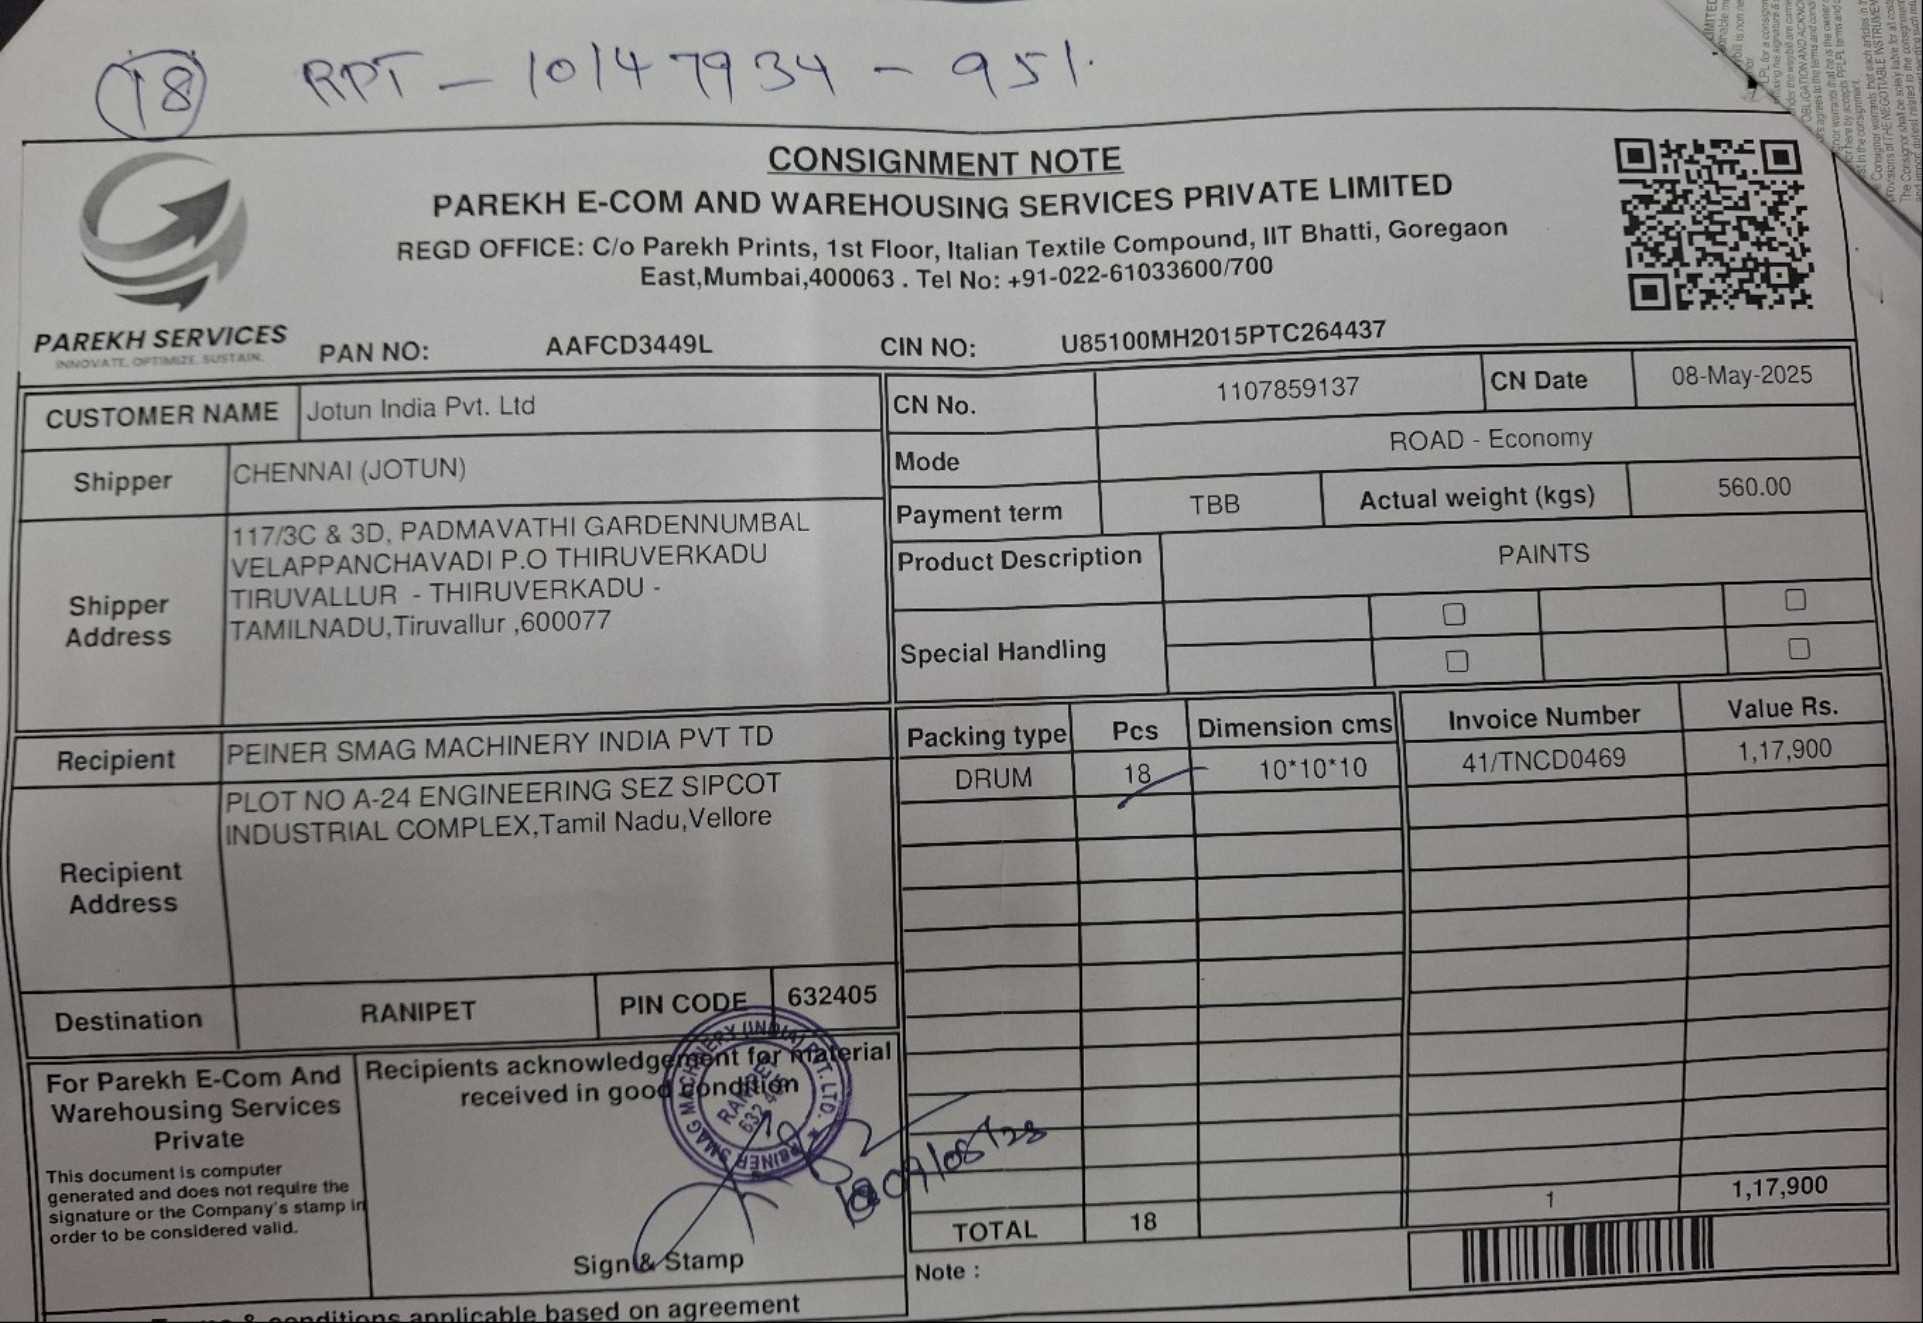 18 RPT - 10147934 - 951.
CONSIGNMENT NOTE
PAREKH E-COM AND WAREHOUSING SERVICES PRIVATE LIMITED
REGD OFFICE: C/o Parekh Prints, 1st Floor, Italian Textile Compound, IIT Bhatti, Goregaon
East,Mumbai,400063 . Tel No: +91-022-61033600/700
PAREKH SERVICES
INNOVATE. OPTIMIZE. SUSTAIN.
PAN NO: AAFCD3449L CIN NO: U85100MH2015PTC264437
CUSTOMER NAME Jotun India Pvt. Ltd
Shipper CHENNAI (JOTUN)
Shipper Address
117/3C & 3D, PADMAVATHI GARDENNUMBAL
VELAPPANCHAVADI P.O THIRUVERKADU
TIRUVALLUR - THIRUVERKADU -
TAMILNADU,Tiruvallur ,600077
Recipient PEINER SMAG MACHINERY INDIA PVT TD
Recipient Address
PLOT NO A-24 ENGINEERING SEZ SIPCOT
INDUSTRIAL COMPLEX,Tamil Nadu,Vellore
Destination RANIPET PIN CODE 632405
For Parekh E-Com And
Warehousing Services
Private
This document is computer
generated and does not require the
signature or the Company's stamp in
order to be considered valid.
Recipients acknowledgement for material
received in good condition
PEINER SMAG MACHINERY (INDIA) PVT. LTD.
RANIPET
Sign & Stamp
conditions applicable based on agreement
CN No. 1107859137 CN Date 08-May-2025
Mode ROAD - Economy
Payment term TBB Actual weight (kgs) 560.00
Product Description PAINTS
Special Handling
Packing type Pcs Dimension cms Invoice Number Value Rs.
DRUM 18 10*10*10 41/TNCD0469 1,17,900
1 1,17,900
TOTAL 18
Note :